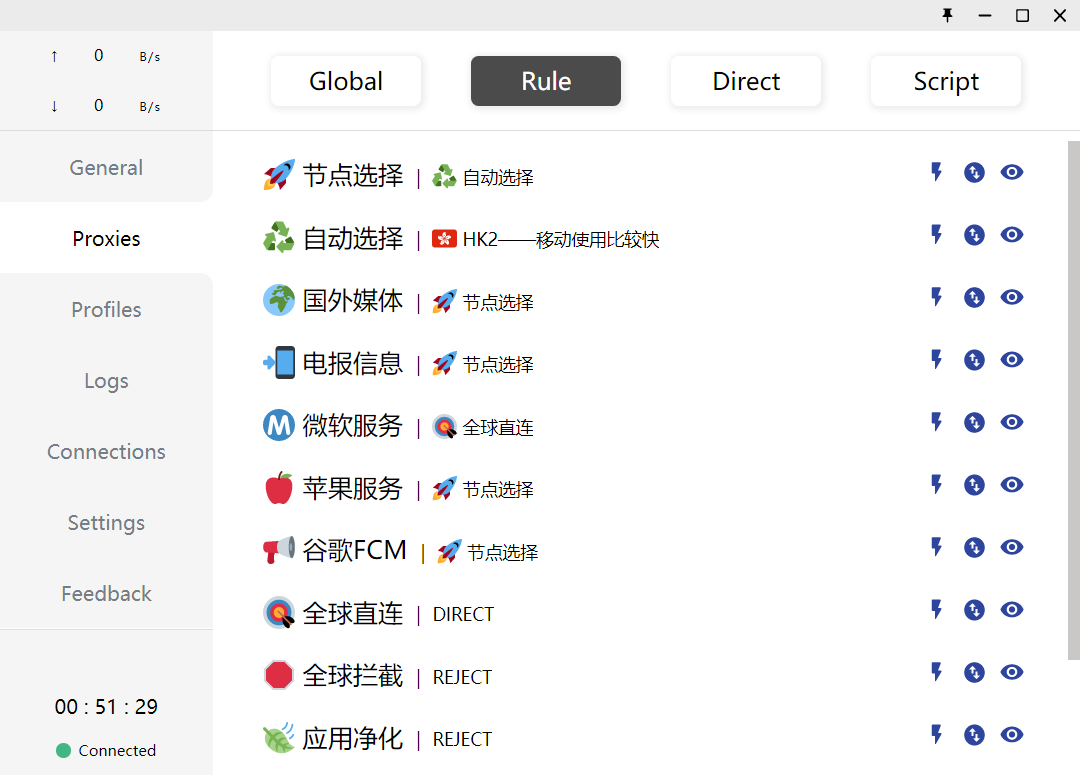 ↑ 0 B/s
↓ 0 B/s
Global Rule Direct Script
General
Proxies
Profiles
Logs
Connections
Settings
Feedback
00 : 51 : 29
Connected
节点选择 | 自动选择
自动选择 | HK2——移动使用比较快
国外媒体 | 节点选择
电报信息 | 节点选择
微软服务 | 全球直连
苹果服务 | 节点选择
谷歌FCM | 节点选择
全球直连 | DIRECT
全球拦截 | REJECT
应用净化 | REJECT